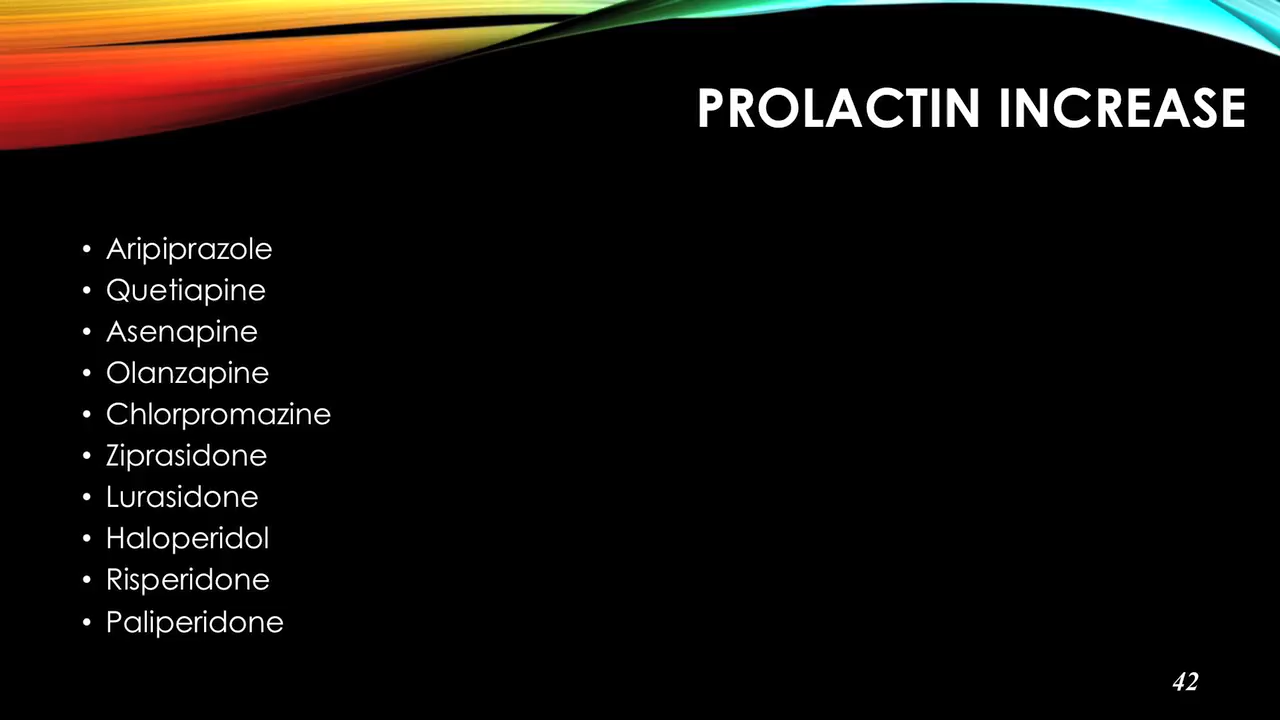 PROLACTIN INCREASE
• Aripiprazole
• Quetiapine
• Asenapine
• Olanzapine
• Chlorpromazine
• Ziprasidone
• Lurasidone
• Haloperidol
• Risperidone
• Paliperidone
42